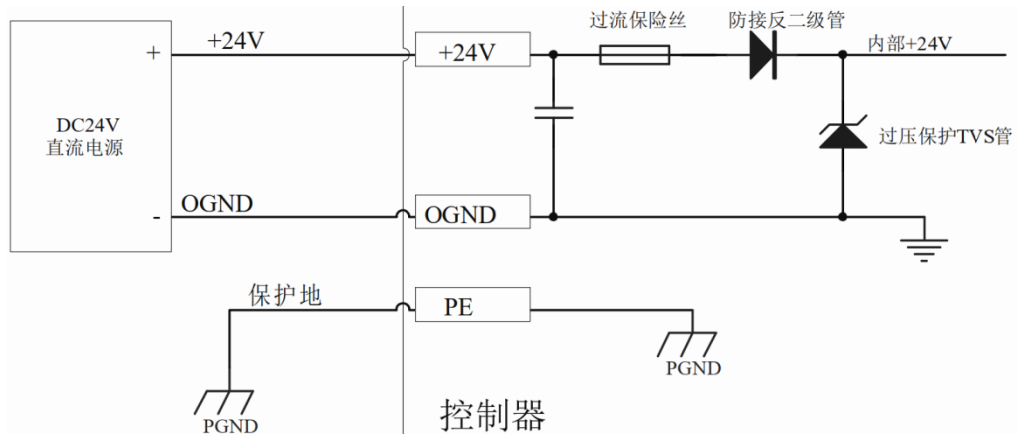 过流保险丝
防接反二级管
+
+24V
+24V
内部+24V
DC24V
直流电源
过压保护TVS管
-
OGND
OGND
保护地
PE
PGND
PGND
控制器